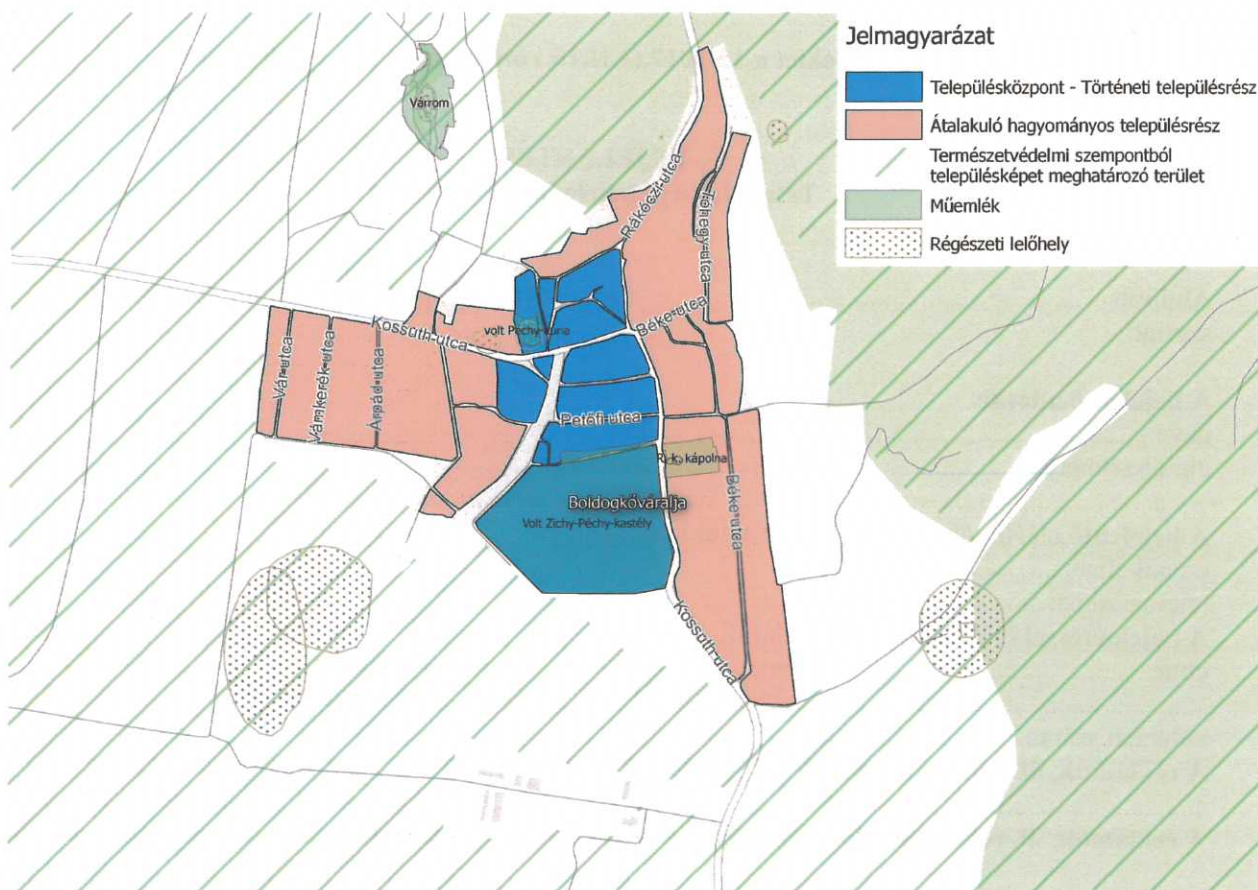 Jelmagyarázat
Településközpont - Történeti településrész
Átalakuló hagyományos településrész
Természetvédelmi szempontból
településképet meghatározó terület
Műemlék
Régészeti lelőhely
Várrom
Rákóczi utca
Tóhegy utca
Béke utca
volt Péchy-kúria
Kossuth utca
Vár utca
Vámkerék utca
Árpád utca
Petőfi utca
R. k. kápolna
Boldogkőváralja
Volt Zichy-Péchy-kastély
Béke utca
Kossuth utca